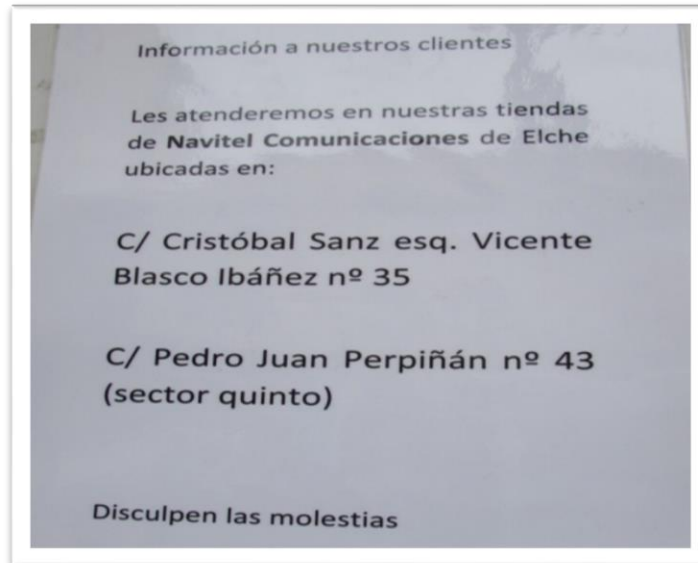 Información a nuestros clientes
Les atenderemos en nuestras tiendas
de Navitel Comunicaciones de Elche
ubicadas en:
C/ Cristóbal Sanz esq. Vicente
Blasco Ibáñez nº 35
C/ Pedro Juan Perpiñán nº 43
(sector quinto)
Disculpen las molestias